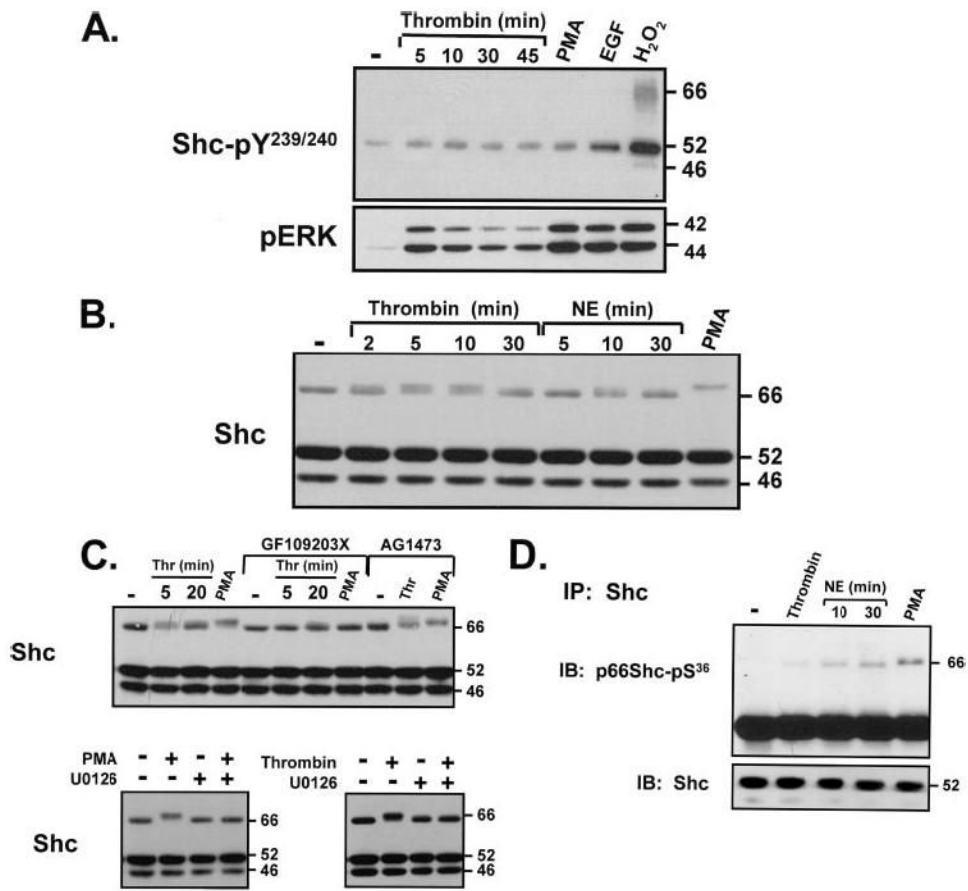 A.
Thrombin (min)
- 5 10 30 45 PMA EGF H₂O₂
66
Shc-pY²³⁹/²⁴⁰
52
46
pERK
42
44
B.
Thrombin (min) NE (min)
- 2 5 10 30 5 10 30 PMA
66
Shc
52
46
C.
GF109203X AG1473
Thr (min) Thr (min)
- 5 20 PMA - 5 20 PMA - Thr PMA
66
Shc
52
46
PMA - + - +
U0126 - - + +
66
Shc
52
46
Thrombin - + - +
U0126 - - + +
66
52
46
D.
IP: Shc
NE (min)
- Thrombin 10 30 PMA
IB: p66Shc-pS³⁶
66
IB: Shc
52